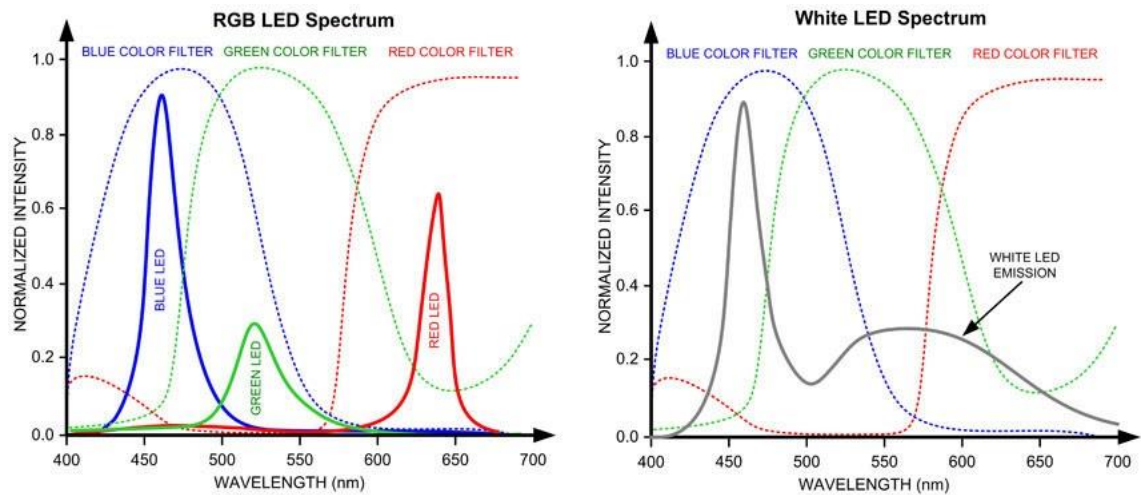 RGB LED Spectrum
BLUE COLOR FILTER GREEN COLOR FILTER RED COLOR FILTER
NORMALIZED INTENSITY
1.0
0.8
0.6
0.4
0.2
0.0
BLUE LED
GREEN LED
RED LED
400 450 500 550 600 650 700
WAVELENGTH (nm)
White LED Spectrum
BLUE COLOR FILTER GREEN COLOR FILTER RED COLOR FILTER
NORMALIZED INTENSITY
1.0
0.8
0.6
0.4
0.2
0.0
WHITE LED
EMISSION
400 450 500 550 600 650 700
WAVELENGTH (nm)